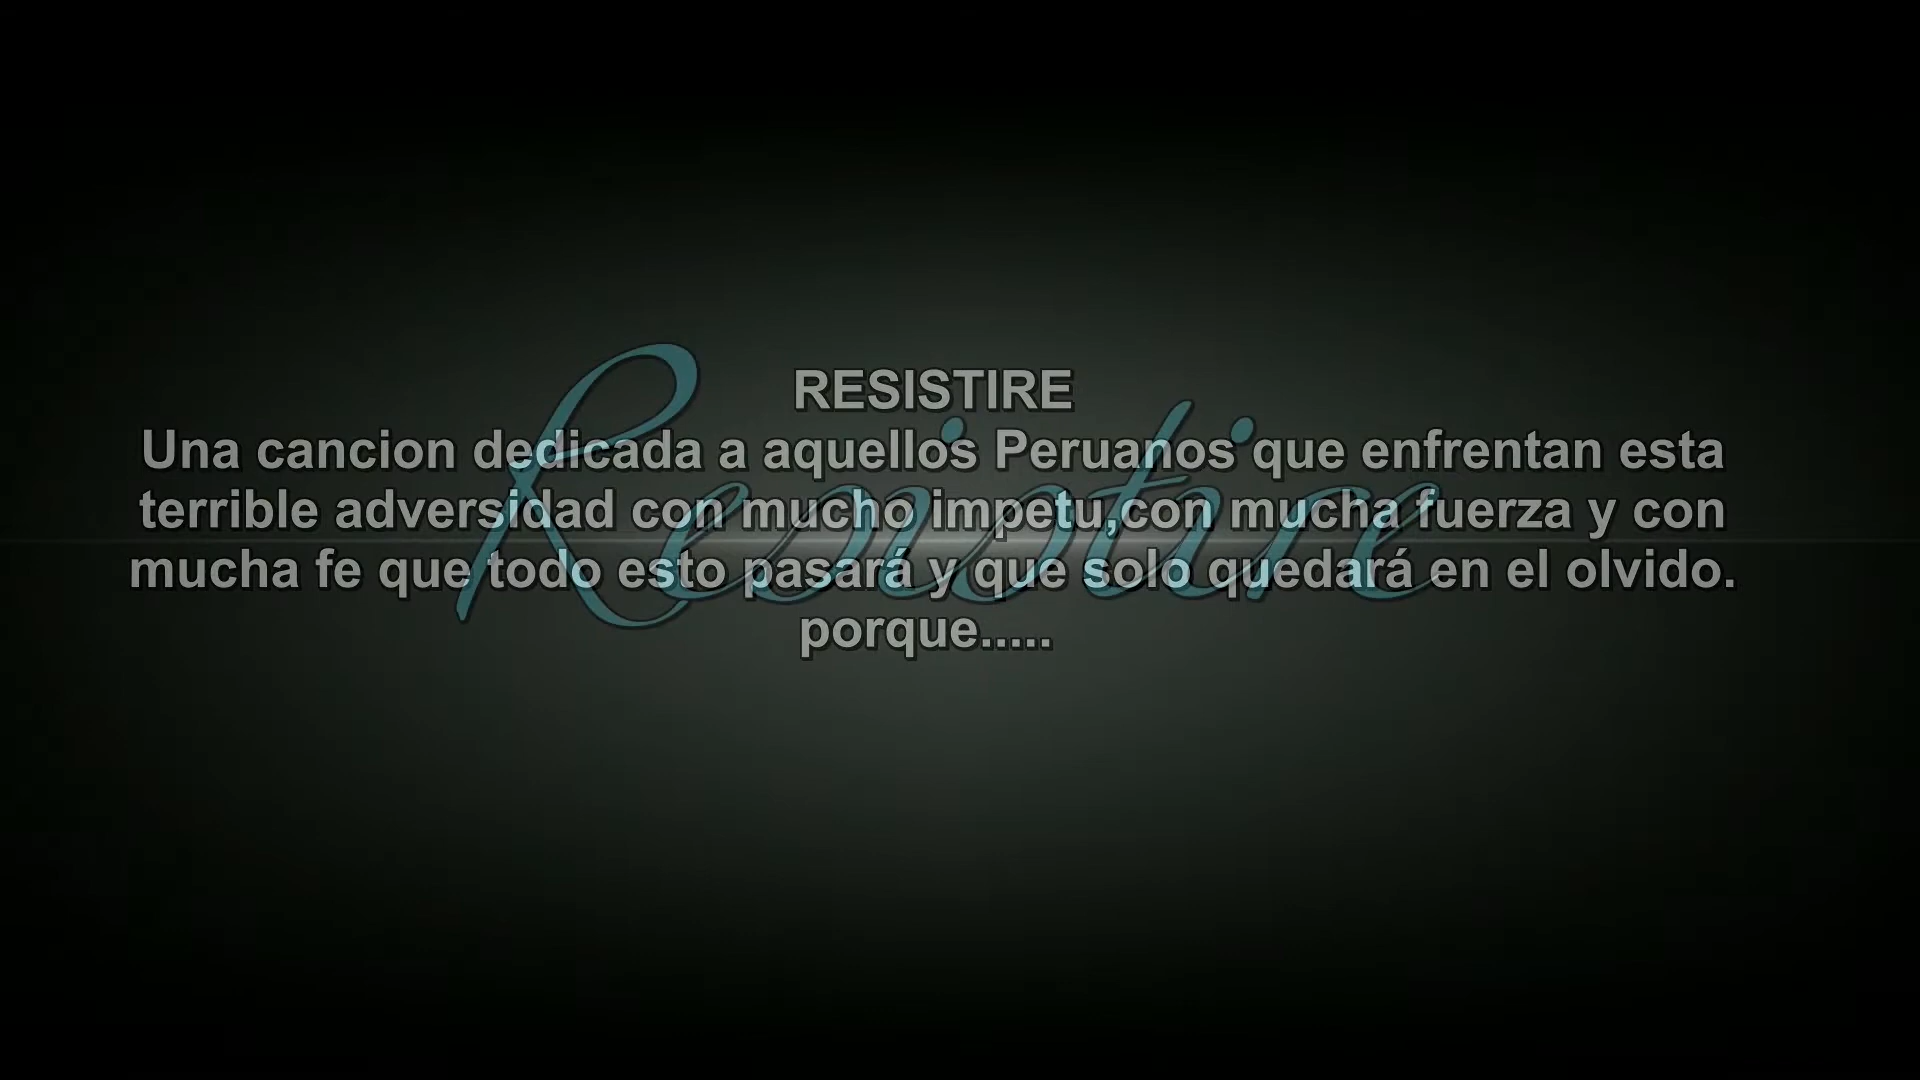 RESISTIRE
Resistire
Una cancion dedicada a aquellos Peruanos que enfrentan esta
terrible adversidad con mucho impetu,con mucha fuerza y con
mucha fe que todo esto pasará y que solo quedará en el olvido.
porque.....